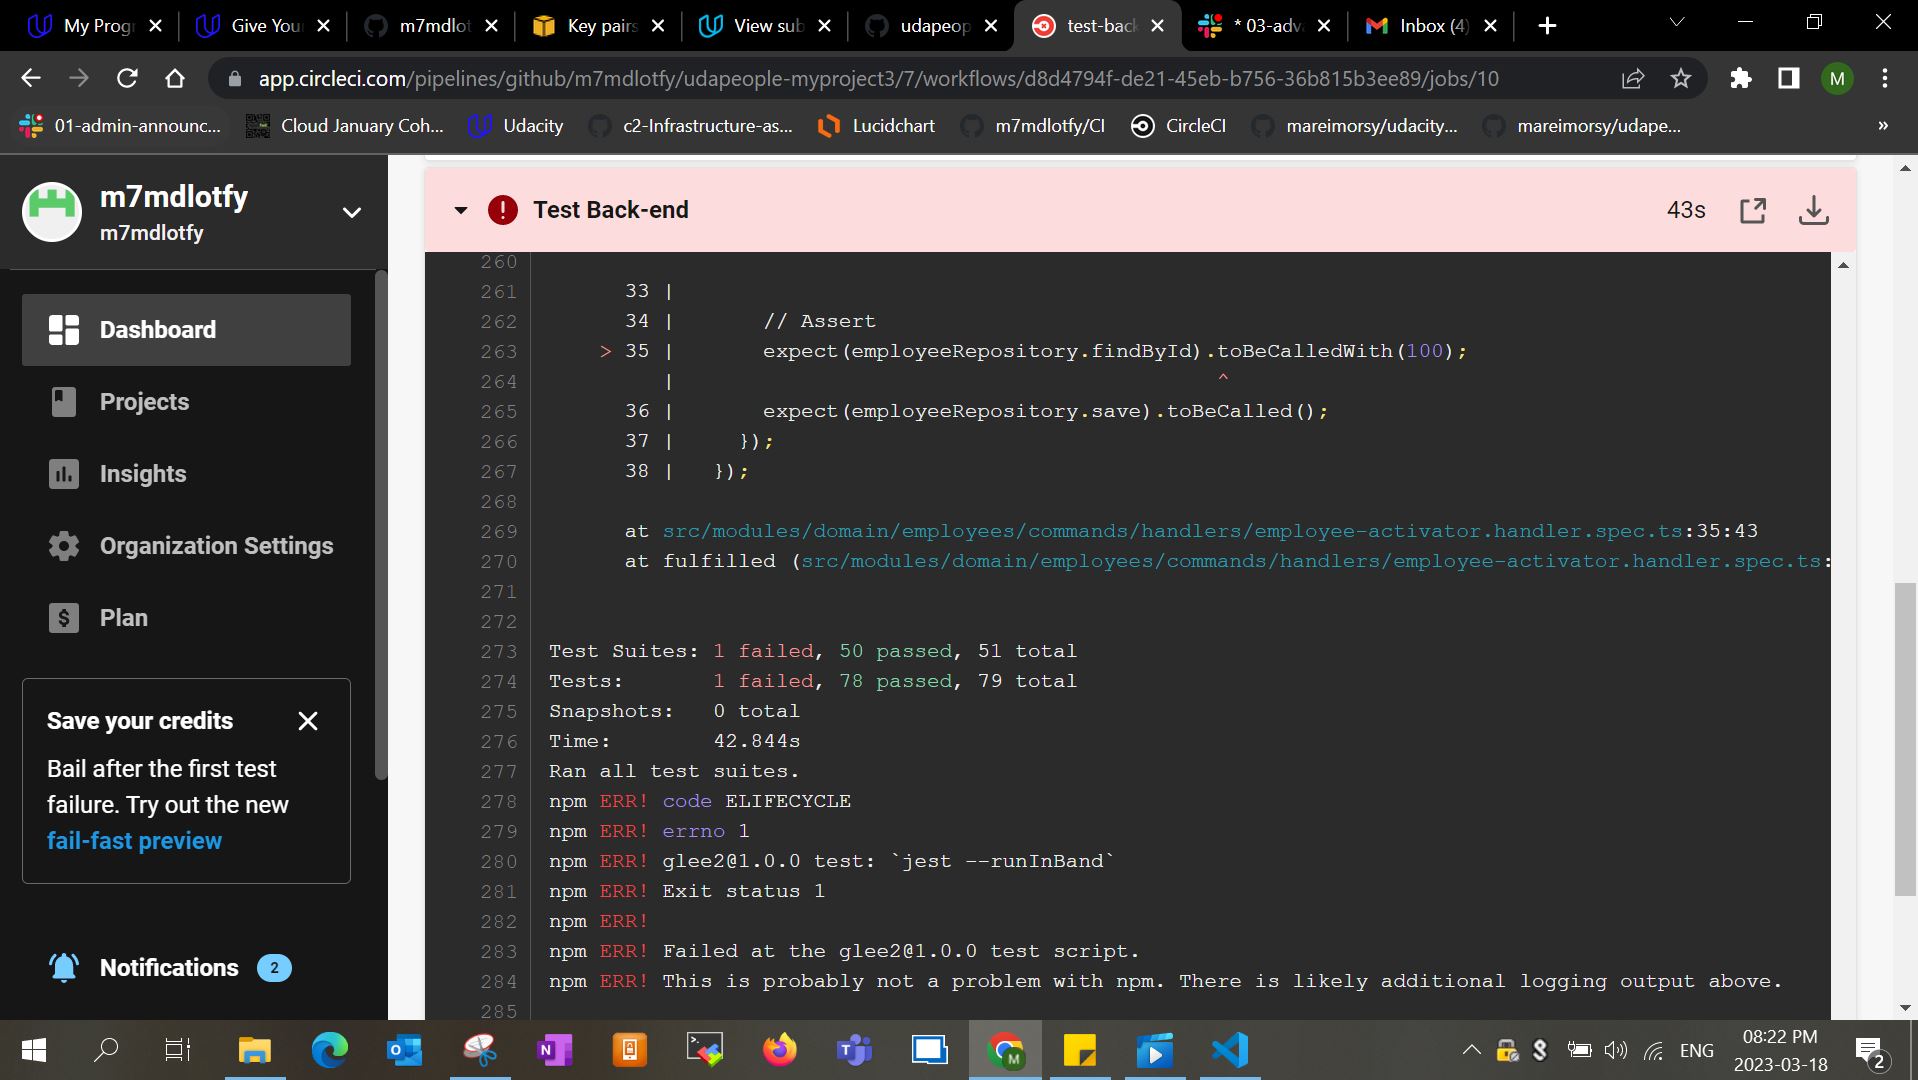 My Prog
Give You
m7mdlot
Key pairs
View sub
udapeop
test-back
* 03-adva
Inbox (4)
app.circleci.com/pipelines/github/m7mdlotfy/udapeople-myproject3/7/workflows/d8d4794f-de21-45eb-b756-36b815b3ee89/jobs/10
M
01-admin-announc...
Cloud January Coh...
Udacity
c2-Infrastructure-as...
Lucidchart
m7mdlotfy/CI
CircleCI
mareimorsy/udacity...
mareimorsy/udape...
»
m7mdlotfy
m7mdlotfy
Dashboard
Projects
Insights
Organization Settings
Plan
Save your credits
Bail after the first test
failure. Try out the new
fail-fast preview
Notifications 2
Test Back-end
43s
260
261 33 |
262 34 | // Assert
263 > 35 | expect(employeeRepository.findById).toBeCalledWith(100);
264 | ^
265 36 | expect(employeeRepository.save).toBeCalled();
266 37 | });
267 38 | });
268
269 at src/modules/domain/employees/commands/handlers/employee-activator.handler.spec.ts:35:43
270 at fulfilled (src/modules/domain/employees/commands/handlers/employee-activator.handler.spec.ts:
271
272
273 Test Suites: 1 failed, 50 passed, 51 total
274 Tests: 1 failed, 78 passed, 79 total
275 Snapshots: 0 total
276 Time: 42.844s
277 Ran all test suites.
278 npm ERR! code ELIFECYCLE
279 npm ERR! errno 1
280 npm ERR! glee2@1.0.0 test: `jest --runInBand`
281 npm ERR! Exit status 1
282 npm ERR!
283 npm ERR! Failed at the glee2@1.0.0 test script.
284 npm ERR! This is probably not a problem with npm. There is likely additional logging output above.
285
ENG
08:22 PM
2023-03-18
2